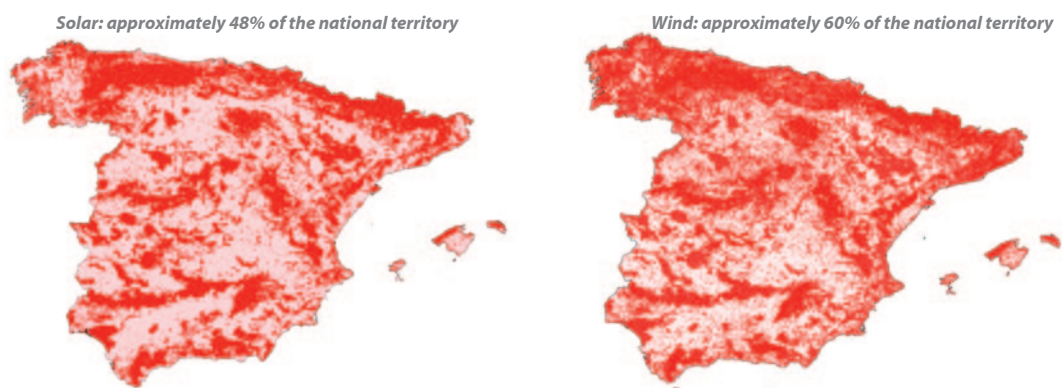 Solar: approximately 48% of the national territory
Wind: approximately 60% of the national territory